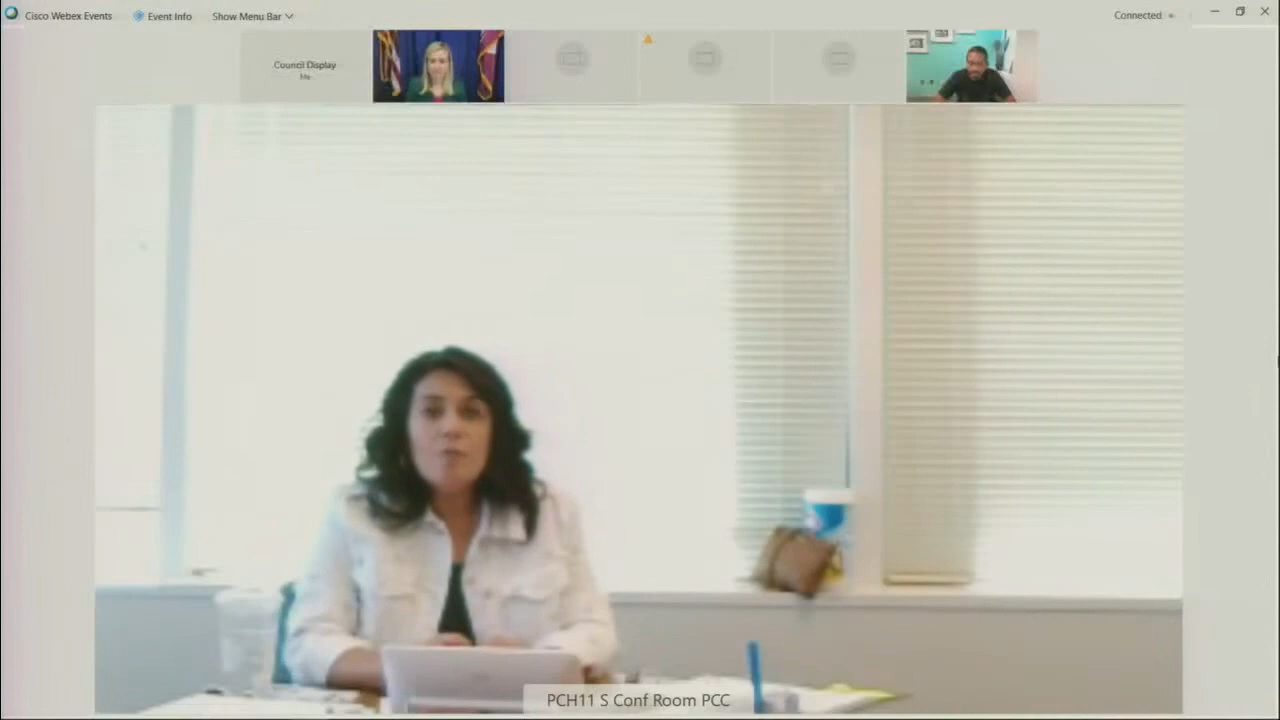 Cisco Webex Events
Event Info
Show Menu Bar
Connected
Council Display
Me
PCH11 S Conf Room PCC